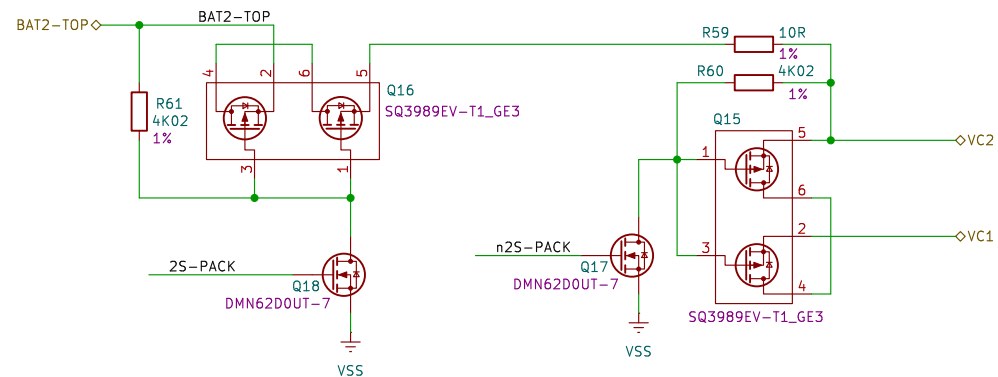 BAT2-TOP
BAT2-TOP
R61
4K02
1%
4
2
6
5
Q16
SQ3989EV-T1_GE3
3
1
2S-PACK
Q18
DMN62D0UT-7
VSS
R59
10R
1%
R60
4K02
1%
Q15
1
5
6
2
3
4
SQ3989EV-T1_GE3
VC2
VC1
n2S-PACK
Q17
DMN62D0UT-7
VSS